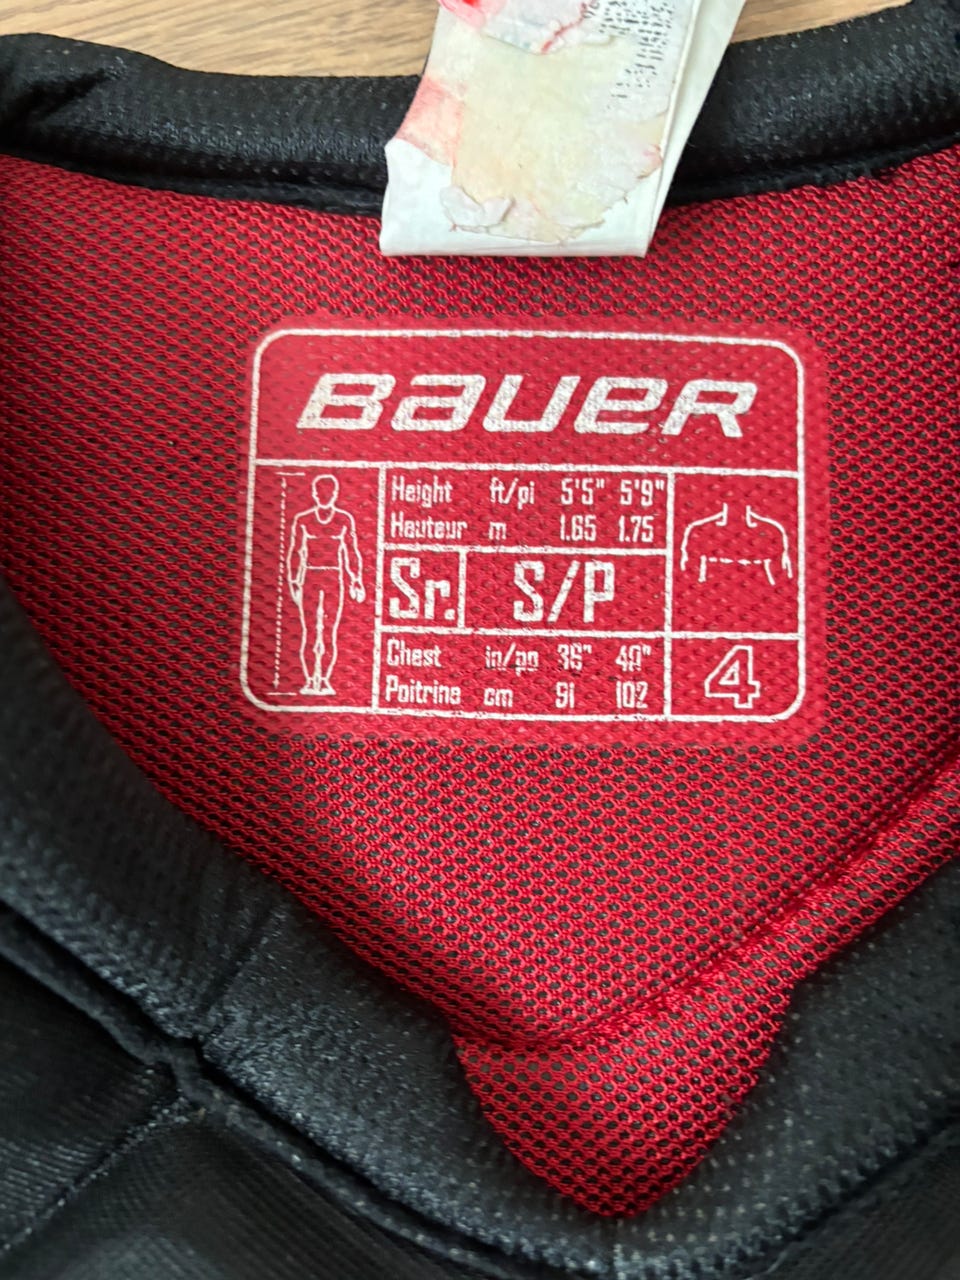 BAUER
Height ft/pi 5'5" 5'9"
Hauteur m 1.65 1.75
Sr. S/P
Chest in/po 36" 40"
Poitrine cm 91 102
4